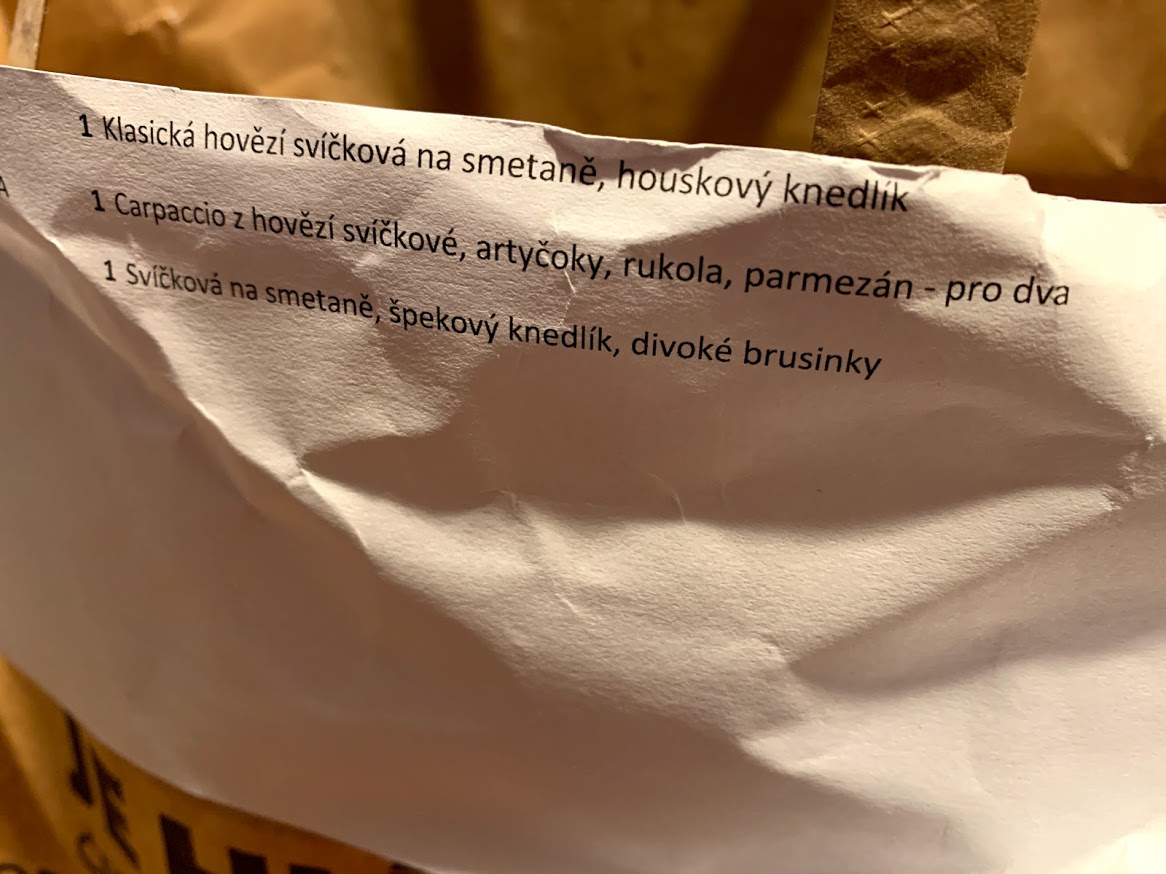 1 Klasická hovězí svíčková na smetaně, houskový knedlík
1 Carpaccio z hovězí svíčkové, artyčoky, rukola, parmezán - pro dva
1 Svíčková na smetaně, špekový knedlík, divoké brusinky
JE